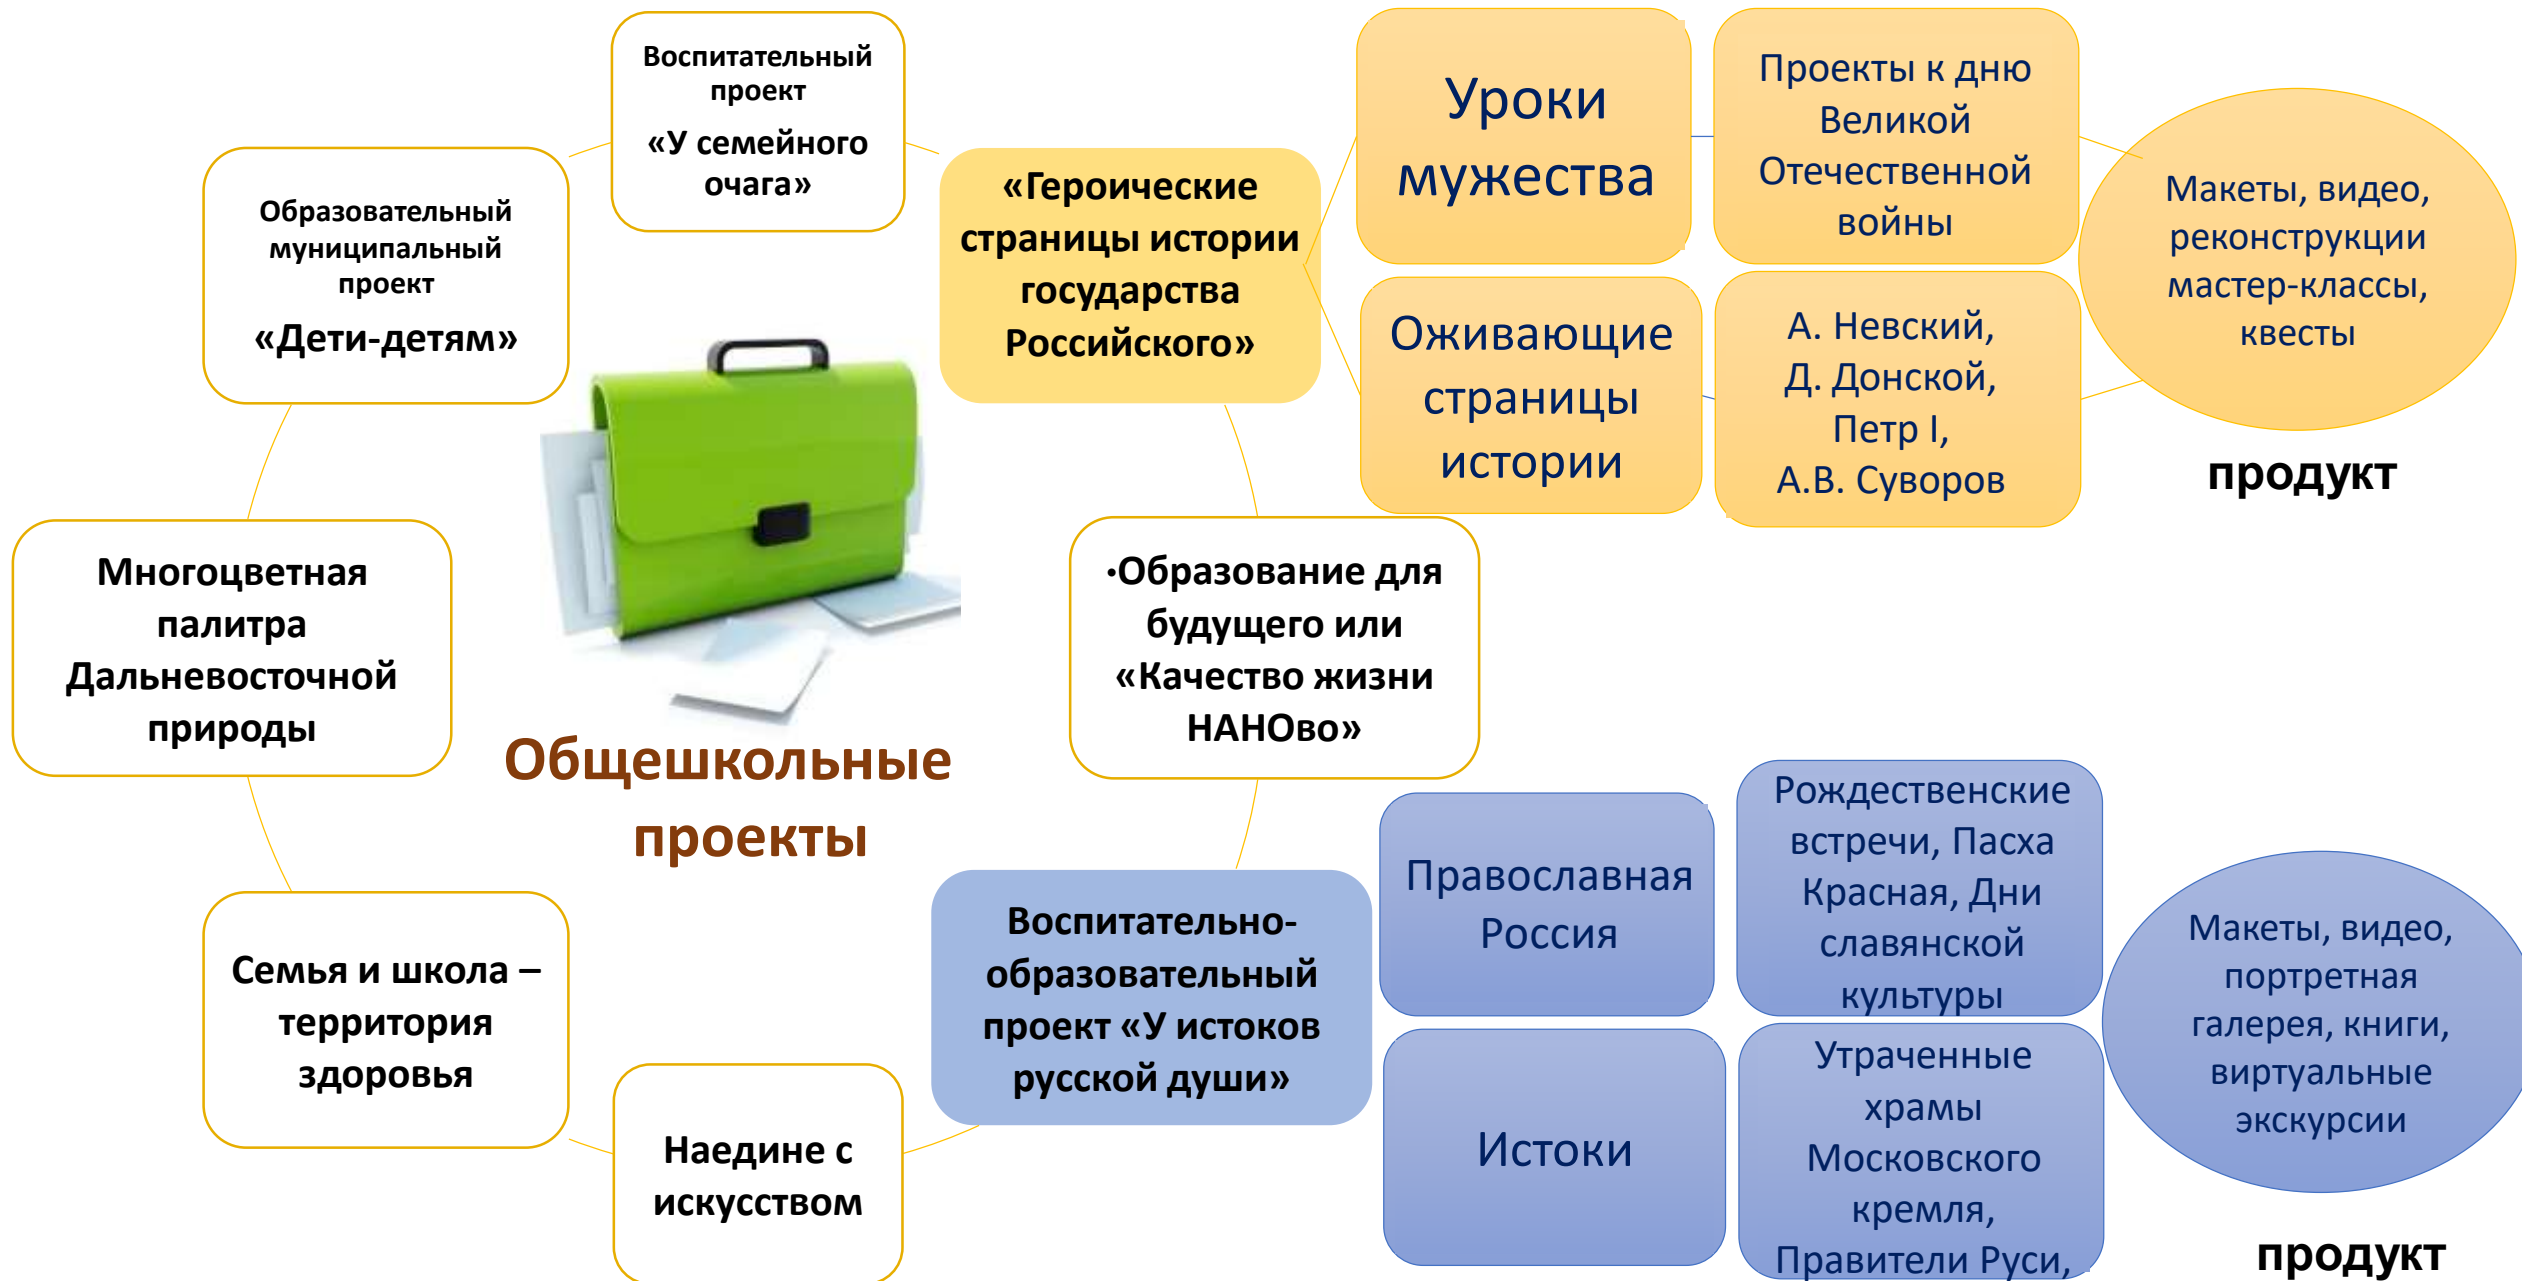 Воспитательный
проект
«У семейного
очага»
Образовательный
муниципальный
проект
«Дети-детям»
Многоцветная
палитра
Дальневосточной
природы
Семья и школа –
территория
здоровья
Наедине с
искусством
Общешкольные
проекты
«Героические
страницы истории
государства
Российского»
•Образование для
будущего или
«Качество жизни
НАНОво»
Воспитательно-
образовательный
проект «У истоков
русской души»
Уроки
мужества
Проекты к дню
Великой
Отечественной
войны
Оживающие
страницы
истории
А. Невский,
Д. Донской,
Петр I,
А.В. Суворов
Макеты, видео,
реконструкции
мастер-классы,
квесты
продукт
Православная
Россия
Рождественские
встречи, Пасха
Красная, Дни
славянской
культуры
Истоки
Утраченные
храмы
Московского
кремля,
Правители Руси,
Макеты, видео,
портретная
галерея, книги,
виртуальные
экскурсии
продукт